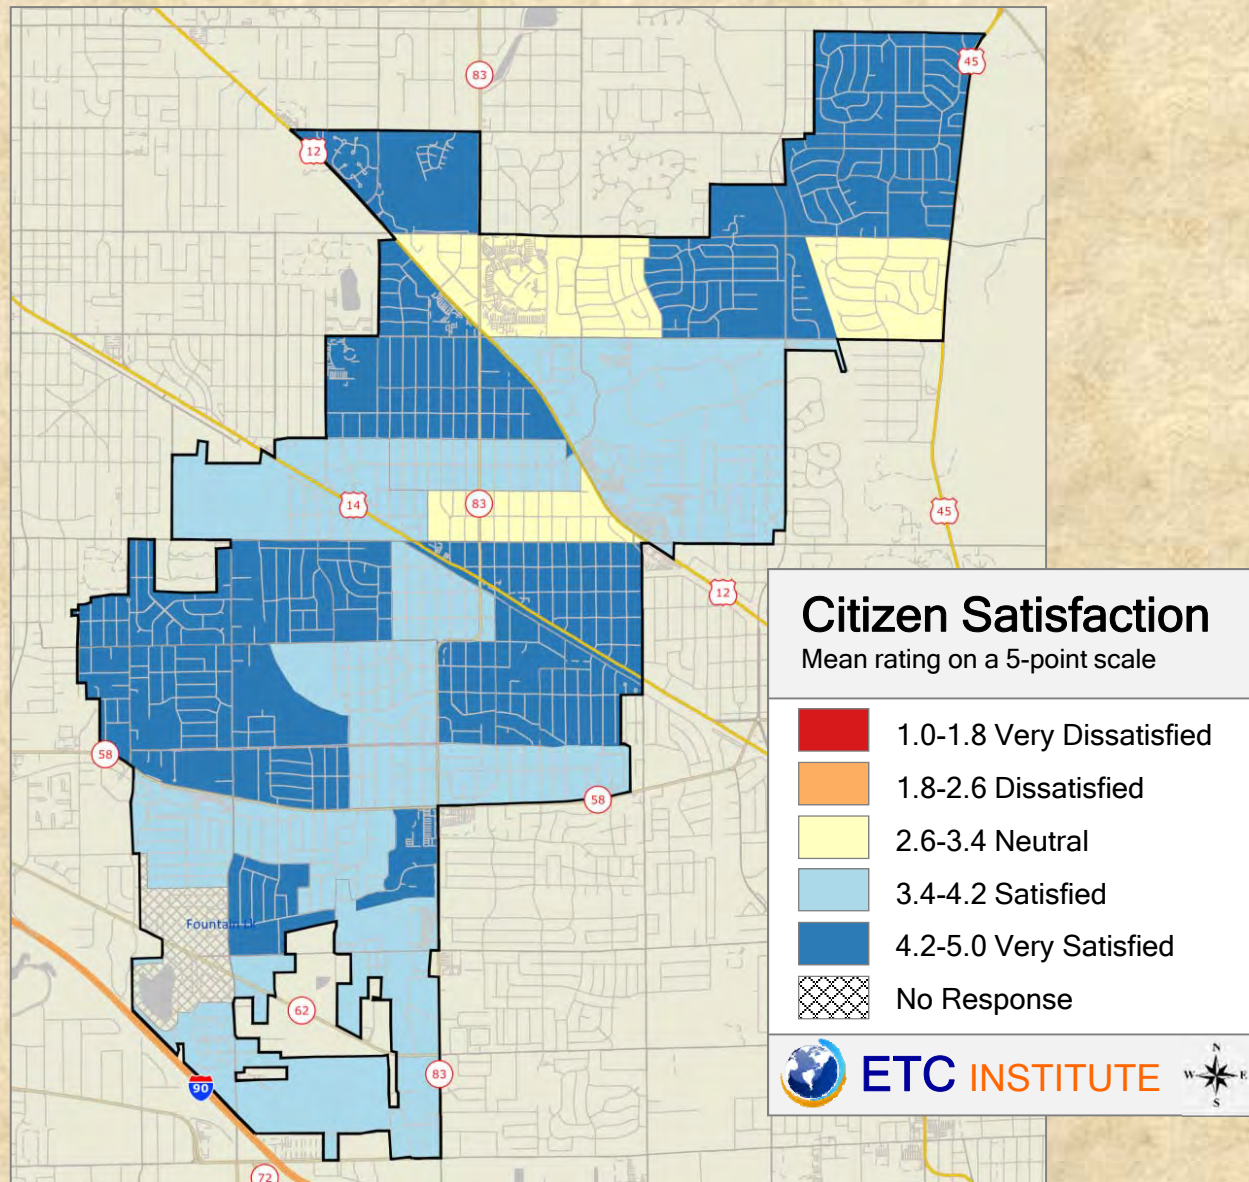 83
45
12
14
83
45
12
58
58
Fountain
62
90
83
72
Citizen Satisfaction
Mean rating on a 5-point scale
1.0-1.8 Very Dissatisfied
1.8-2.6 Dissatisfied
2.6-3.4 Neutral
3.4-4.2 Satisfied
4.2-5.0 Very Satisfied
No Response
ETC INSTITUTE
N
W E
S